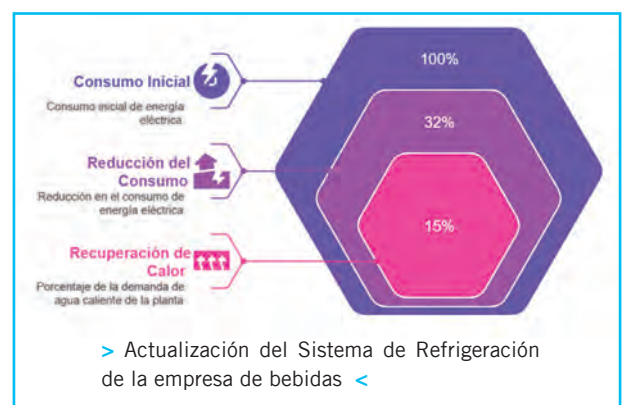 100%
Consumo Inicial
Consumo inicial de energía
eléctrica
32%
Reducción del
Consumo
Reducción en el consumo de
energía eléctrica
15%
Recuperación de
Calor
Porcentaje de la demanda de
agua caliente de la planta
> Actualización del Sistema de Refrigeración
de la empresa de bebidas <